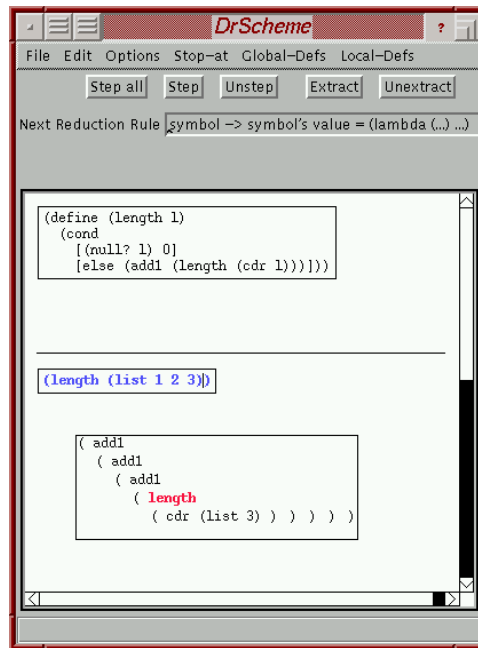 DrScheme ?
File Edit Options Stop-at Global-Defs Local-Defs
Step all Step Unstep Extract Unextract
Next Reduction Rule symbol -> symbol's value = (lambda (...) ...)
(define (length l)
(cond
[(null? l) 0]
[else (add1 (length (cdr l)))]))
(length (list 1 2 3))
( add1
( add1
( add1
( length
( cdr (list 3) ) ) ) ) )